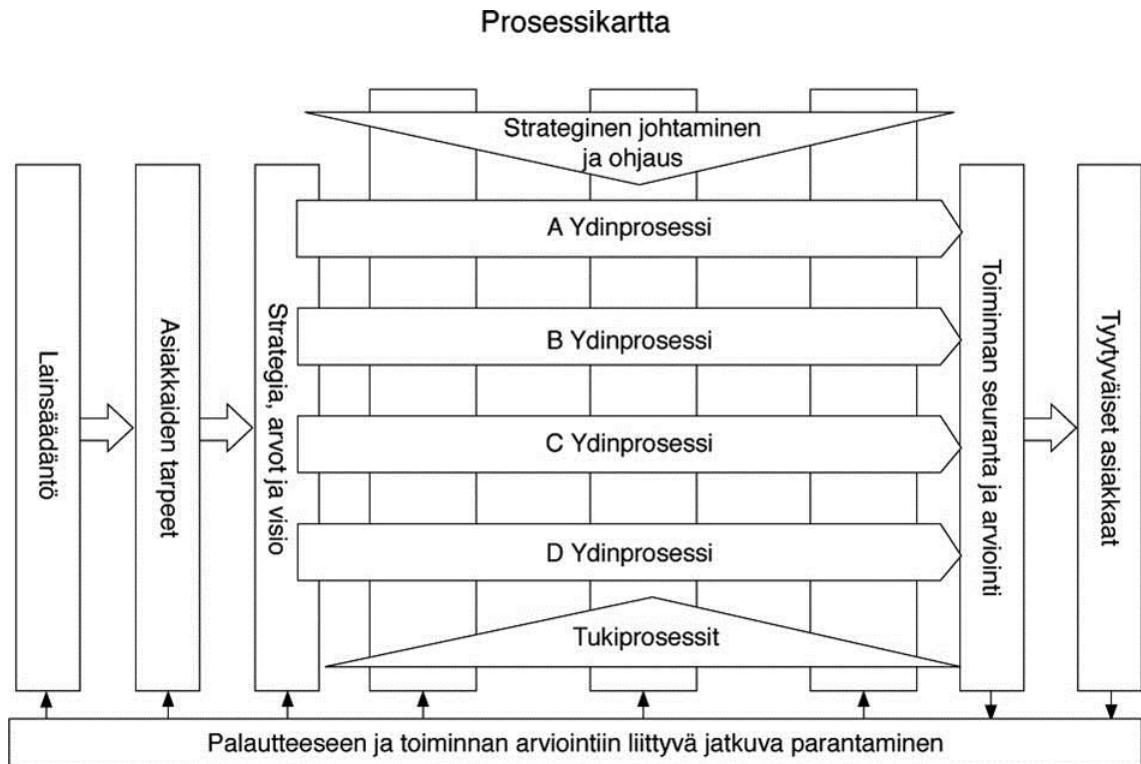 Prosessikartta
Strateginen johtaminen
ja ohjaus
Lainsäädäntö
Asiakkaiden tarpeet
Strategia, arvot ja visio
A Ydinprosessi
B Ydinprosessi
C Ydinprosessi
D Ydinprosessi
Tukiprosessit
Toiminnan seuranta ja arviointi
Tyytyväiset asiakkaat
Palautteeseen ja toiminnan arviointiin liittyvä jatkuva parantaminen